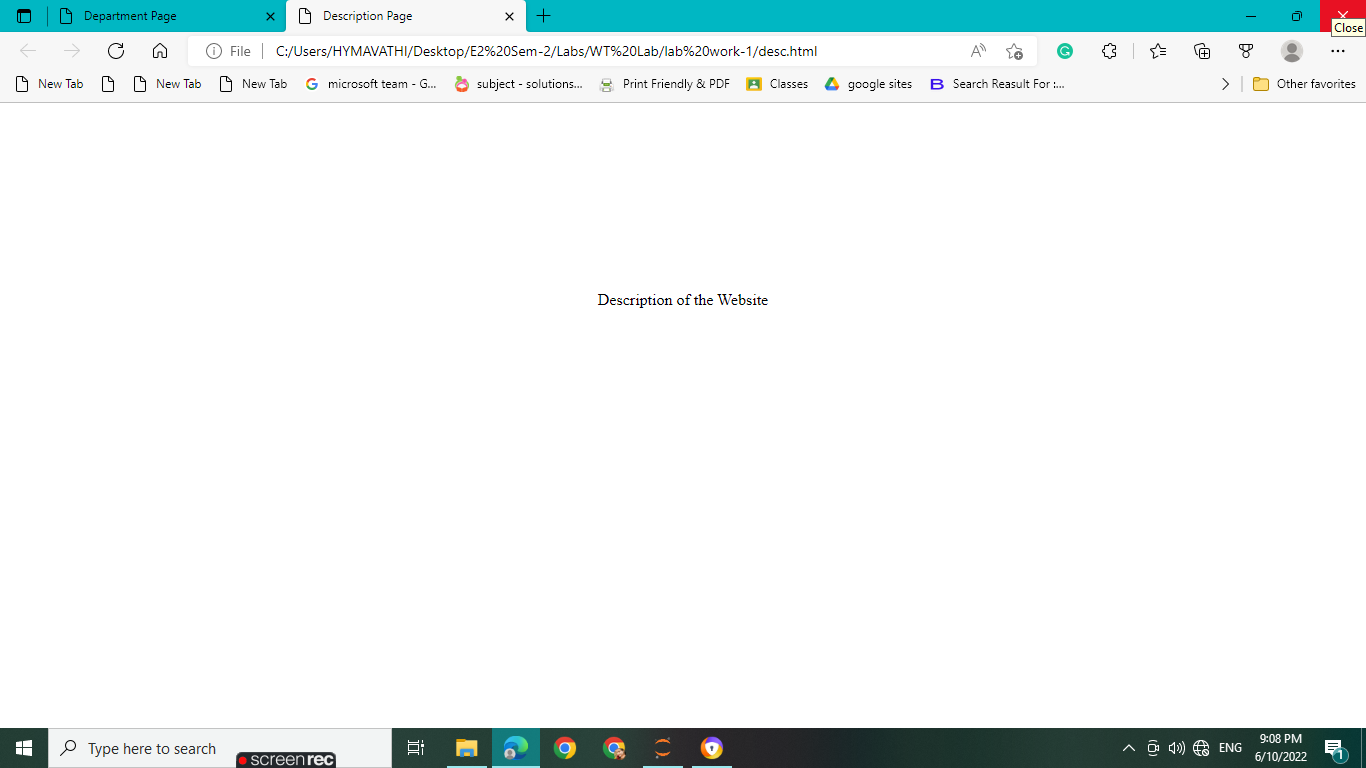 Department Page
Description Page
Close
File
C:/Users/HYMAVATHI/Desktop/E2%20Sem-2/Labs/WT%20Lab/lab%20work-1/desc.html
New Tab
New Tab
New Tab
microsoft team - G...
subject - solutions...
Print Friendly & PDF
Classes
google sites
Search Reasult For :...
Other favorites
Description of the Website
Type here to search
screenrec
ENG
9:08 PM
6/10/2022
1